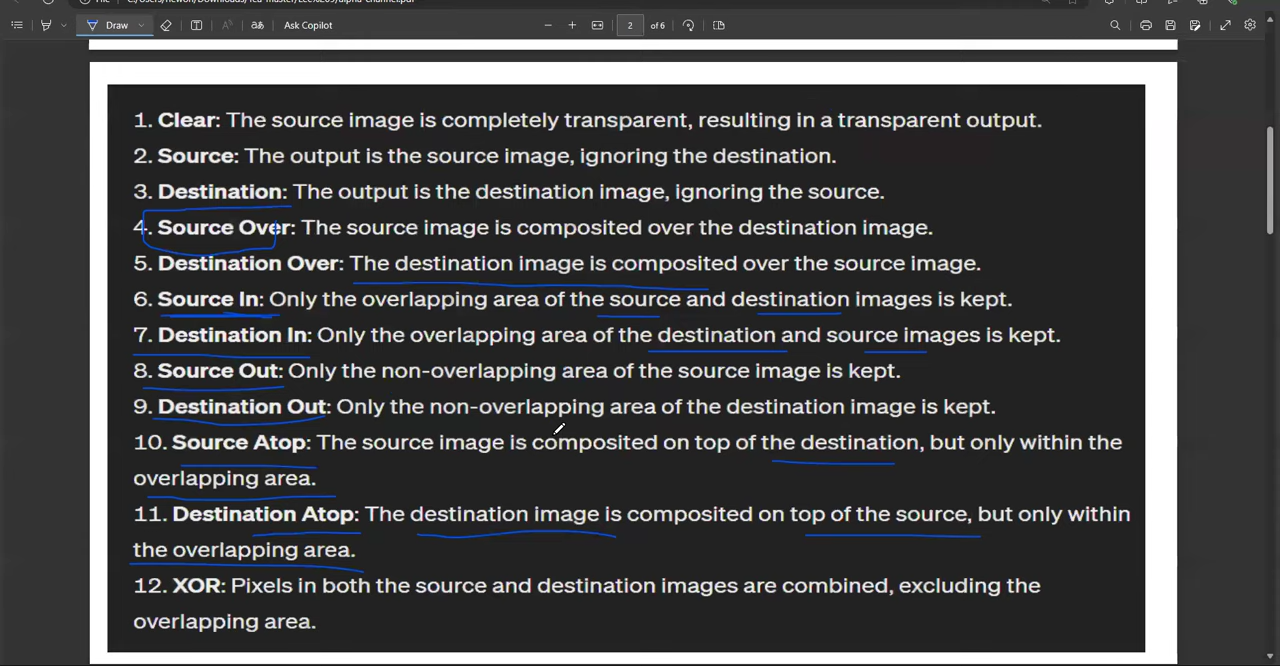 Draw
Ask Copilot
2 of 6
1. Clear: The source image is completely transparent, resulting in a transparent output.
2. Source: The output is the source image, ignoring the destination.
3. Destination: The output is the destination image, ignoring the source.
4. Source Over: The source image is composited over the destination image.
5. Destination Over: The destination image is composited over the source image.
6. Source In: Only the overlapping area of the source and destination images is kept.
7. Destination In: Only the overlapping area of the destination and source images is kept.
8. Source Out: Only the non-overlapping area of the source image is kept.
9. Destination Out: Only the non-overlapping area of the destination image is kept.
10. Source Atop: The source image is composited on top of the destination, but only within the
overlapping area.
11. Destination Atop: The destination image is composited on top of the source, but only within
the overlapping area.
12. XOR: Pixels in both the source and destination images are combined, excluding the
overlapping area.